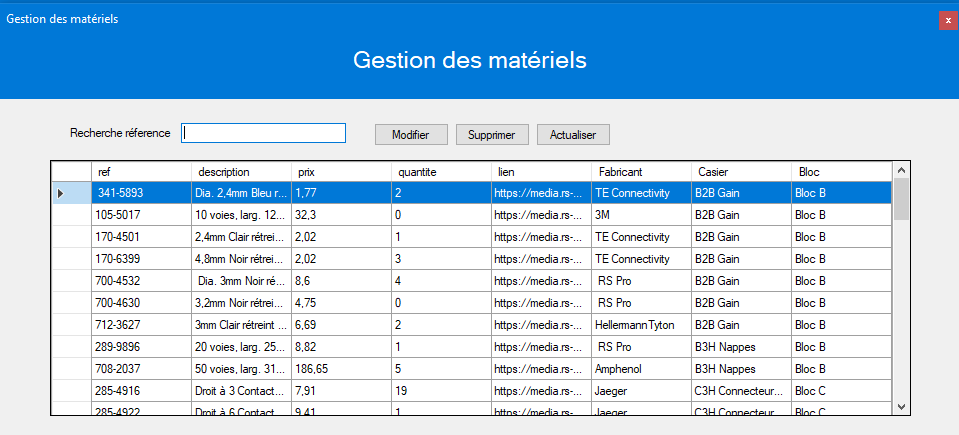 Gestion des matériels
x
Gestion des matériels
Recherche réference Modifier Supprimer Actualiser
ref description prix quantite lien Fabricant Casier Bloc
341-5893 Dia. 2,4mm Bleu r... 1,77 2 https://media.rs-... TE Connectivity B2B Gain Bloc B
105-5017 10 voies, larg. 12... 32,3 0 https://media.rs-... 3M B2B Gain Bloc B
170-4501 2,4mm Clair rétrei... 2,02 1 https://media.rs-... TE Connectivity B2B Gain Bloc B
170-6399 4,8mm Noir rétrei... 2,02 3 https://media.rs-... TE Connectivity B2B Gain Bloc B
700-4532 Dia. 3mm Noir ré... 8,6 4 https://media.rs-... RS Pro B2B Gain Bloc B
700-4630 3,2mm Noir rétrei... 4,75 0 https://media.rs-... RS Pro B2B Gain Bloc B
712-3627 3mm Clair rétreint ... 6,69 2 https://media.rs-... HellermannTyton B2B Gain Bloc B
289-9896 20 voies, larg. 25... 8,82 1 https://media.rs-... RS Pro B3H Nappes Bloc B
708-2037 50 voies, larg. 31... 186,65 5 https://media.rs-... Amphenol B3H Nappes Bloc B
285-4916 Droit à 3 Contact... 7,91 19 https://media.rs-... Jaeger C3H Connecteur... Bloc C
285-4922 Droit à 6 Contact... 9,41 1 https://media.rs-... Jaeger C3H Connecteur... Bloc C